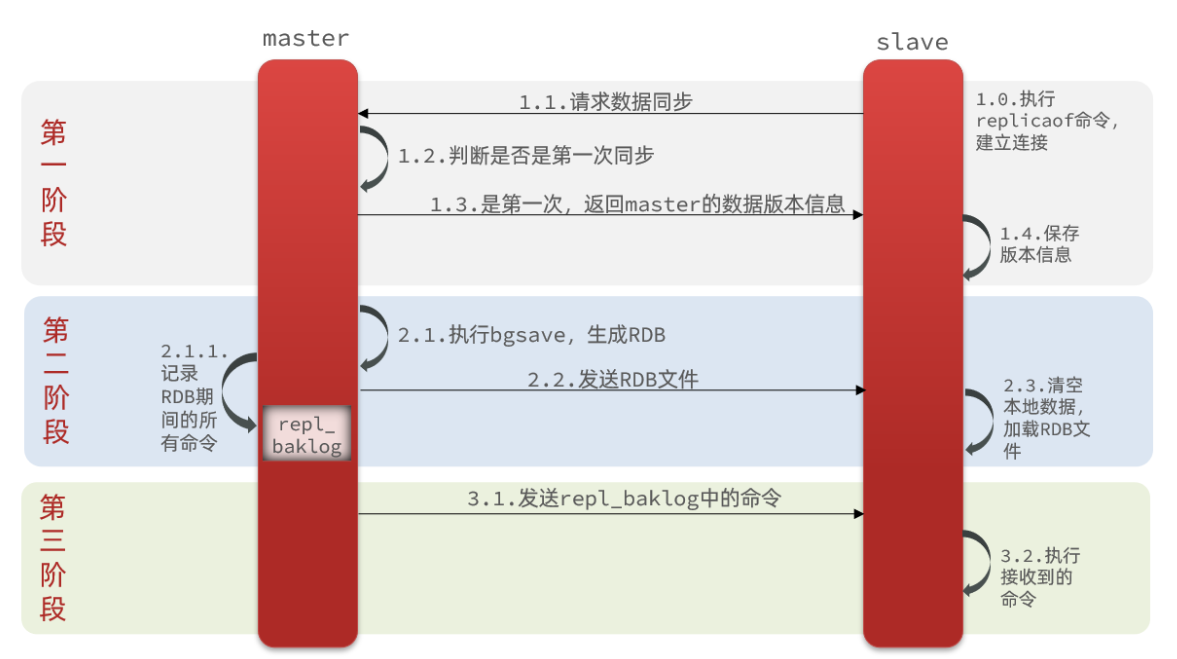 master
slave
第一阶段
1.0.执行
replicaof命令，
建立连接
1.1.请求数据同步
1.2.判断是否是第一次同步
1.3.是第一次，返回master的数据版本信息
1.4.保存
版本信息
第二阶段
2.1.执行bgsave，生成RDB
2.1.1.
记录
RDB期
间的所
有命令
repl_
baklog
2.2.发送RDB文件
2.3.清空
本地数据，
加载RDB文
件
第三阶段
3.1.发送repl_baklog中的命令
3.2.执行
接收到的
命令